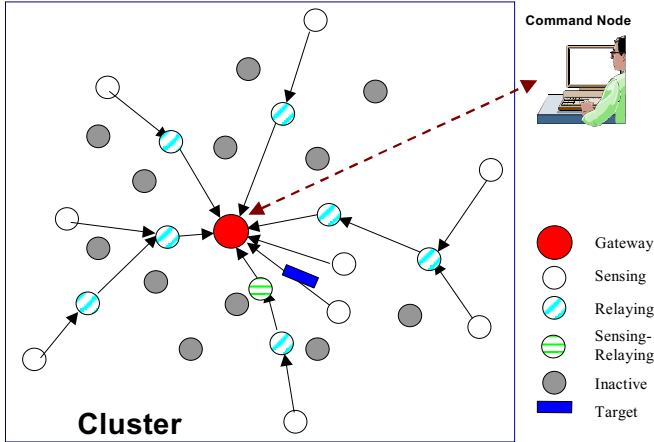 Command Node
Gateway
Sensing
Relaying
Sensing-
Relaying
Inactive
Target
Cluster